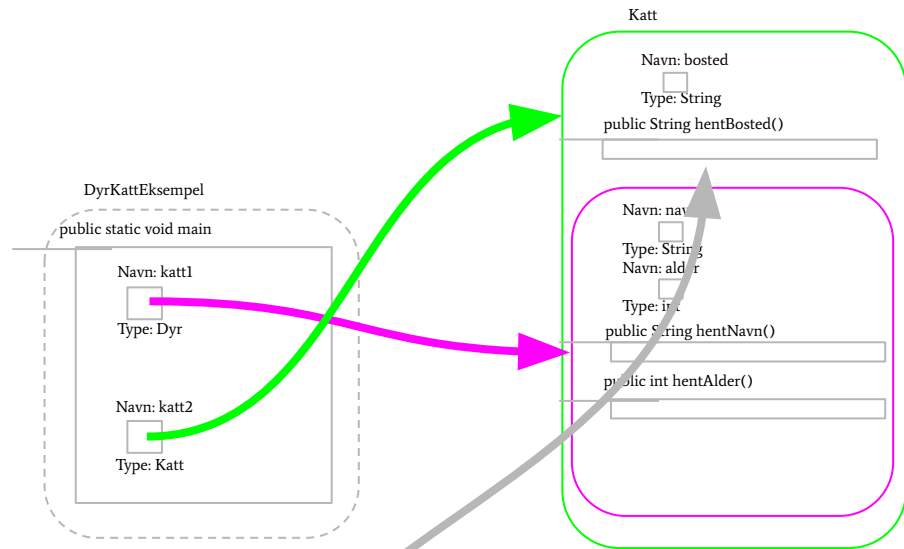 Katt
Navn: bosted
Type: String
public String hentBosted()
DyrKattEksempel
public static void main
Navn: katt1
Type: Dyr
Navn: katt2
Type: Katt
Navn: navn
Type: String
Navn: alder
Type: int
public String hentNavn()
public int hentAlder()